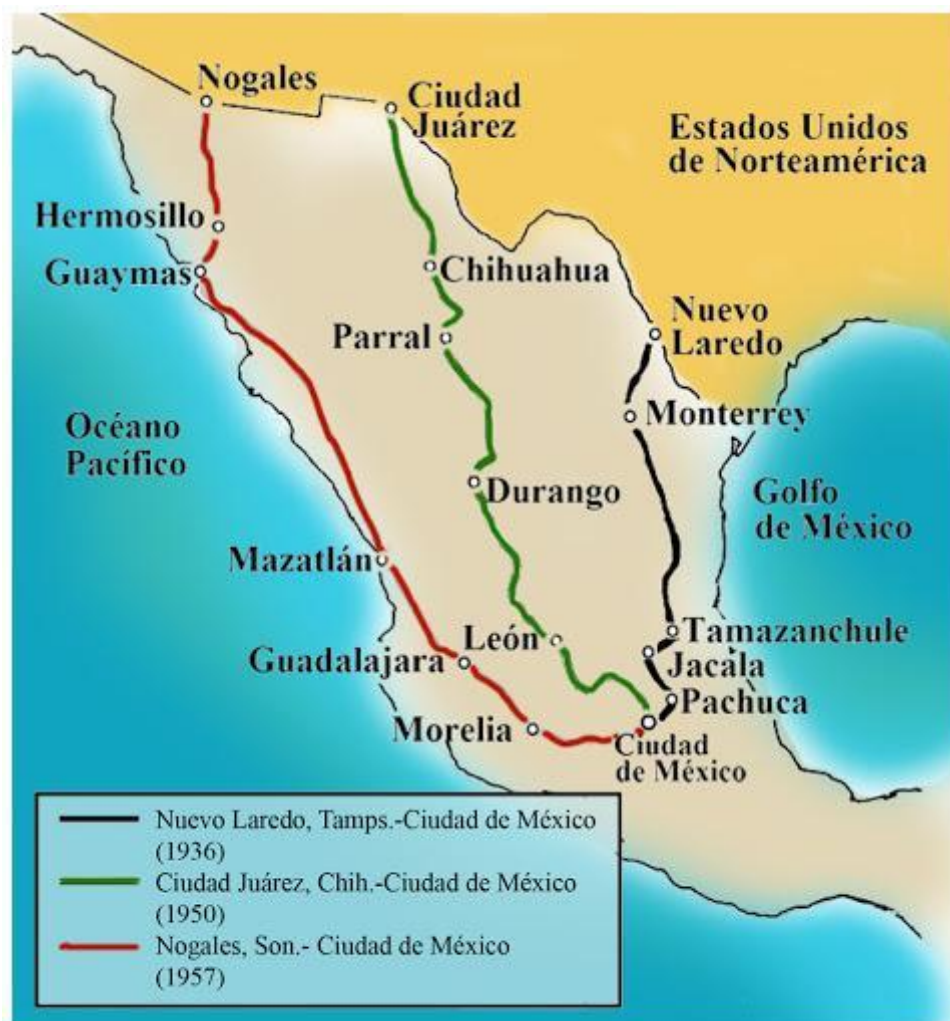 Nogales
Ciudad
Juárez
Estados Unidos
de Norteamérica
Hermosillo
Guaymas
Chihuahua
Parral
Nuevo
Laredo
Monterrey
Océano
Pacífico
Durango
Golfo
de México
Mazatlán
León
Tamazanchule
Guadalajara
Jacala
Pachuca
Morelia
Ciudad
de México
Nuevo Laredo, Tamps.-Ciudad de México
(1936)
Ciudad Juárez, Chih.-Ciudad de México
(1950)
Nogales, Son.- Ciudad de México
(1957)